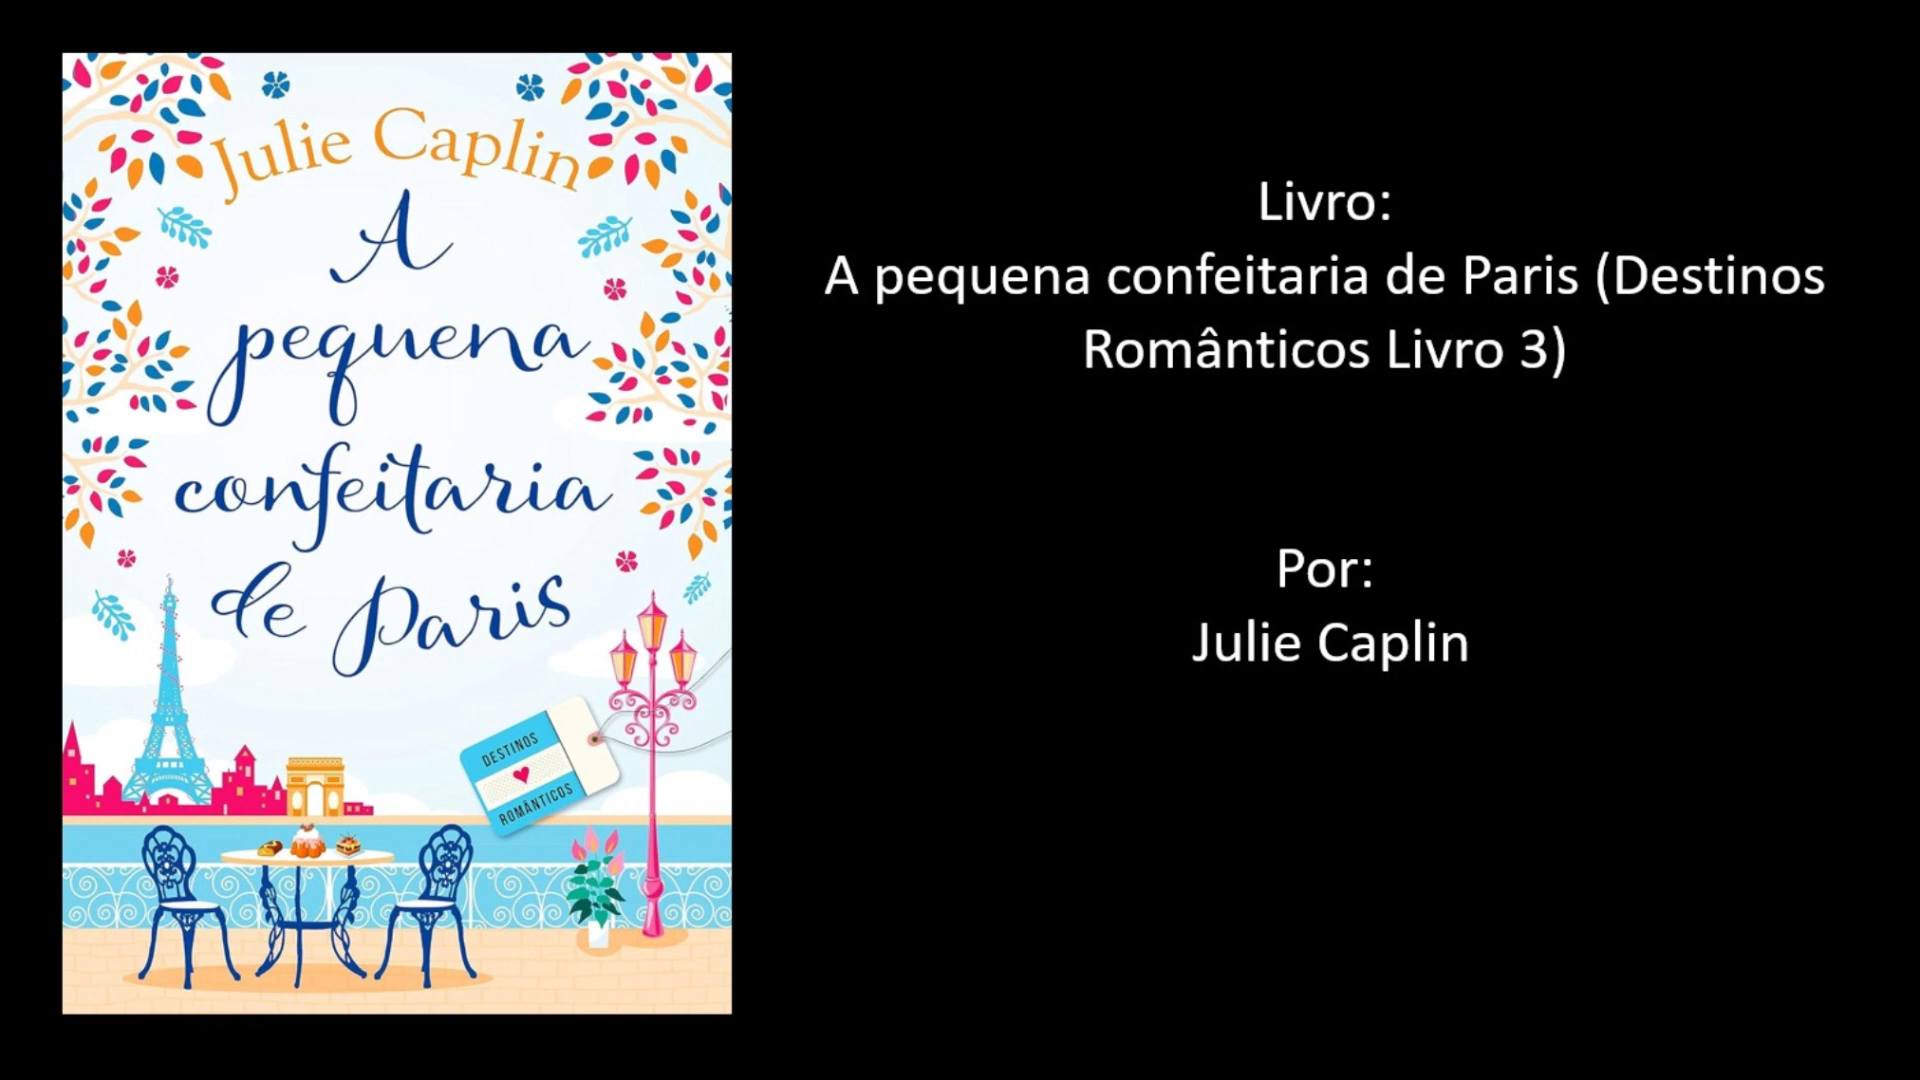 Julie Caplin
A
pequena
confeitaria
de Paris
DESTINOS
ROMÂNTICOS
Livro:
A pequena confeitaria de Paris (Destinos
Românticos Livro 3)
Por:
Julie Caplin